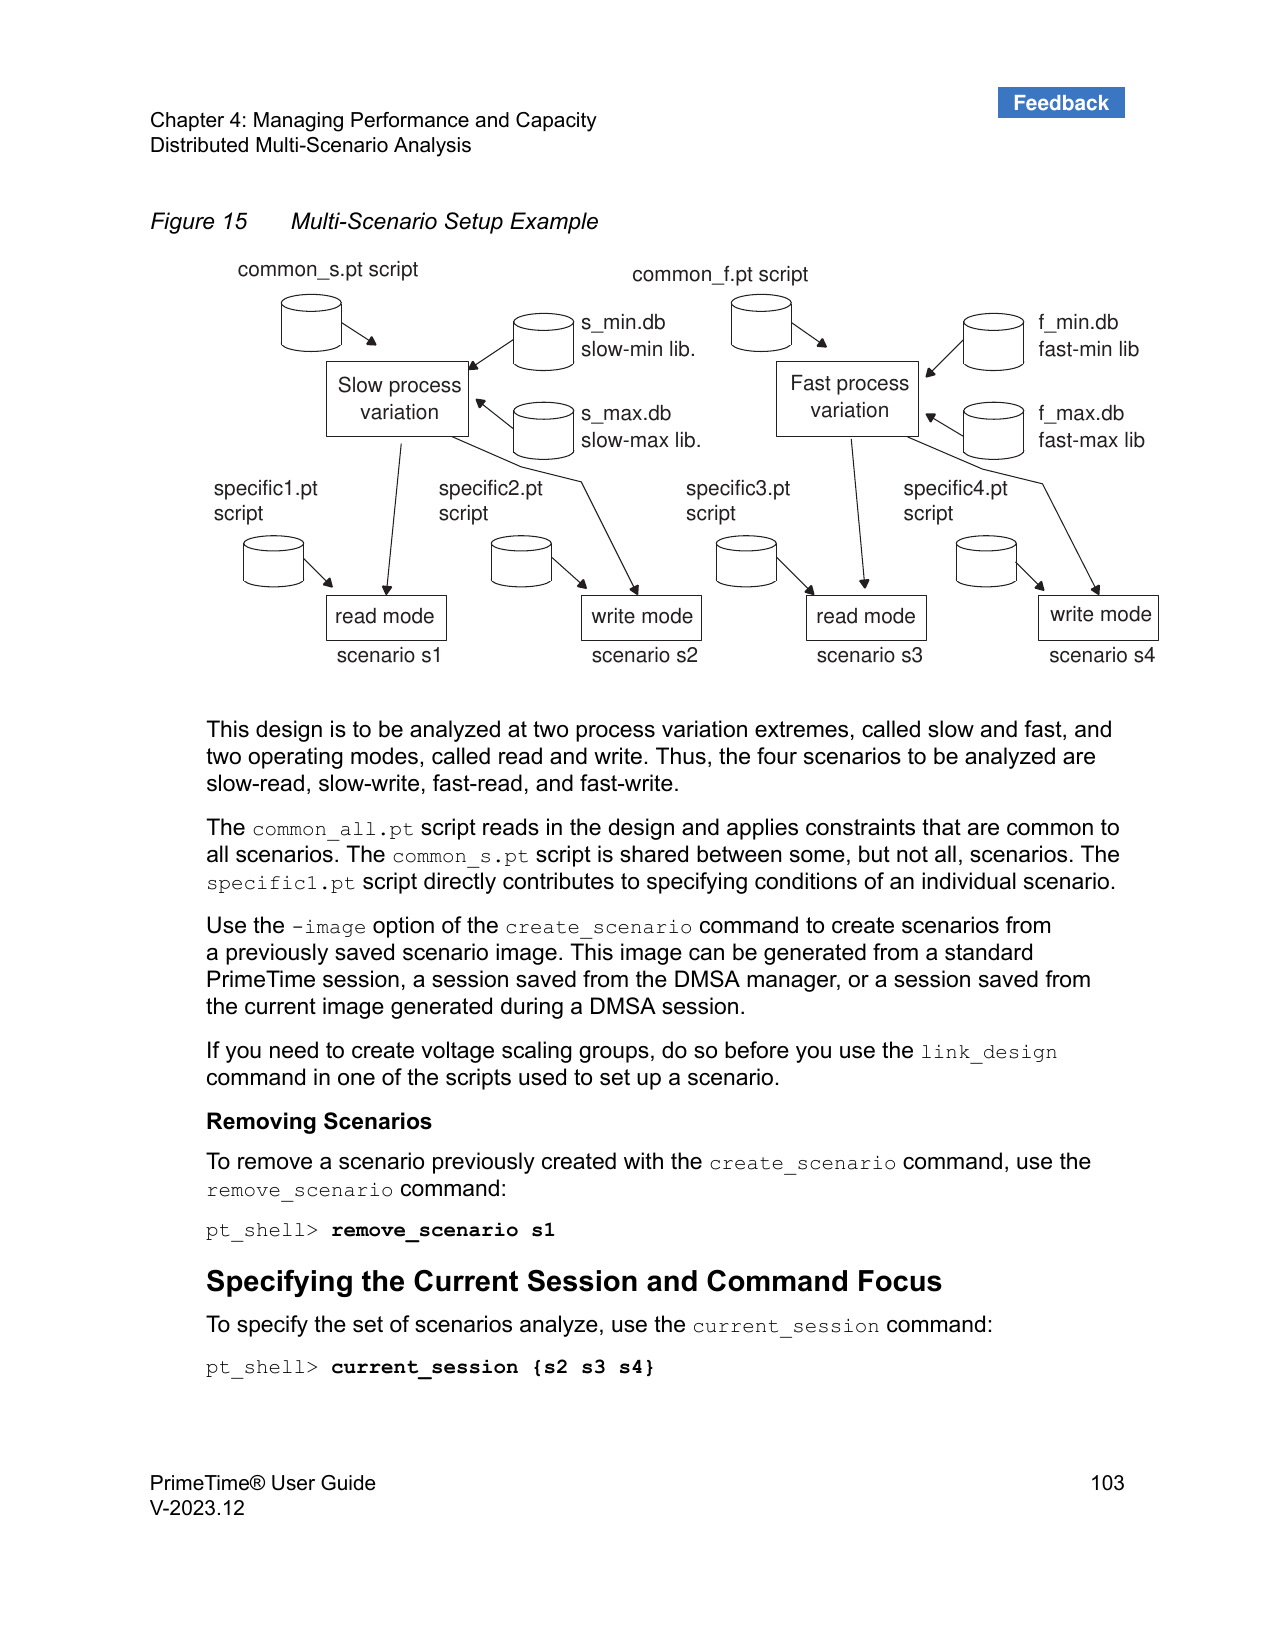 Feedback
Chapter 4: Managing Performance and Capacity
Distributed Multi-Scenario Analysis
Figure 15 Multi-Scenario Setup Example
common_s.pt script
common_f.pt script
s_min.db
slow-min lib.
f_min.db
fast-min lib
Slow process
variation
Fast process
variation
s_max.db
slow-max lib.
f_max.db
fast-max lib
specific1.pt
script
specific2.pt
script
specific3.pt
script
specific4.pt
script
read mode
write mode
read mode
write mode
scenario s1
scenario s2
scenario s3
scenario s4
This design is to be analyzed at two process variation extremes, called slow and fast, and
two operating modes, called read and write. Thus, the four scenarios to be analyzed are
slow-read, slow-write, fast-read, and fast-write.
The common_all.pt script reads in the design and applies constraints that are common to
all scenarios. The common_s.pt script is shared between some, but not all, scenarios. The
specific1.pt script directly contributes to specifying conditions of an individual scenario.
Use the -image option of the create_scenario command to create scenarios from
a previously saved scenario image. This image can be generated from a standard
PrimeTime session, a session saved from the DMSA manager, or a session saved from
the current image generated during a DMSA session.
If you need to create voltage scaling groups, do so before you use the link_design
command in one of the scripts used to set up a scenario.
Removing Scenarios
To remove a scenario previously created with the create_scenario command, use the
remove_scenario command:
pt_shell> remove_scenario s1
Specifying the Current Session and Command Focus
To specify the set of scenarios analyze, use the current_session command:
pt_shell> current_session {s2 s3 s4}
PrimeTime® User Guide 103
V-2023.12